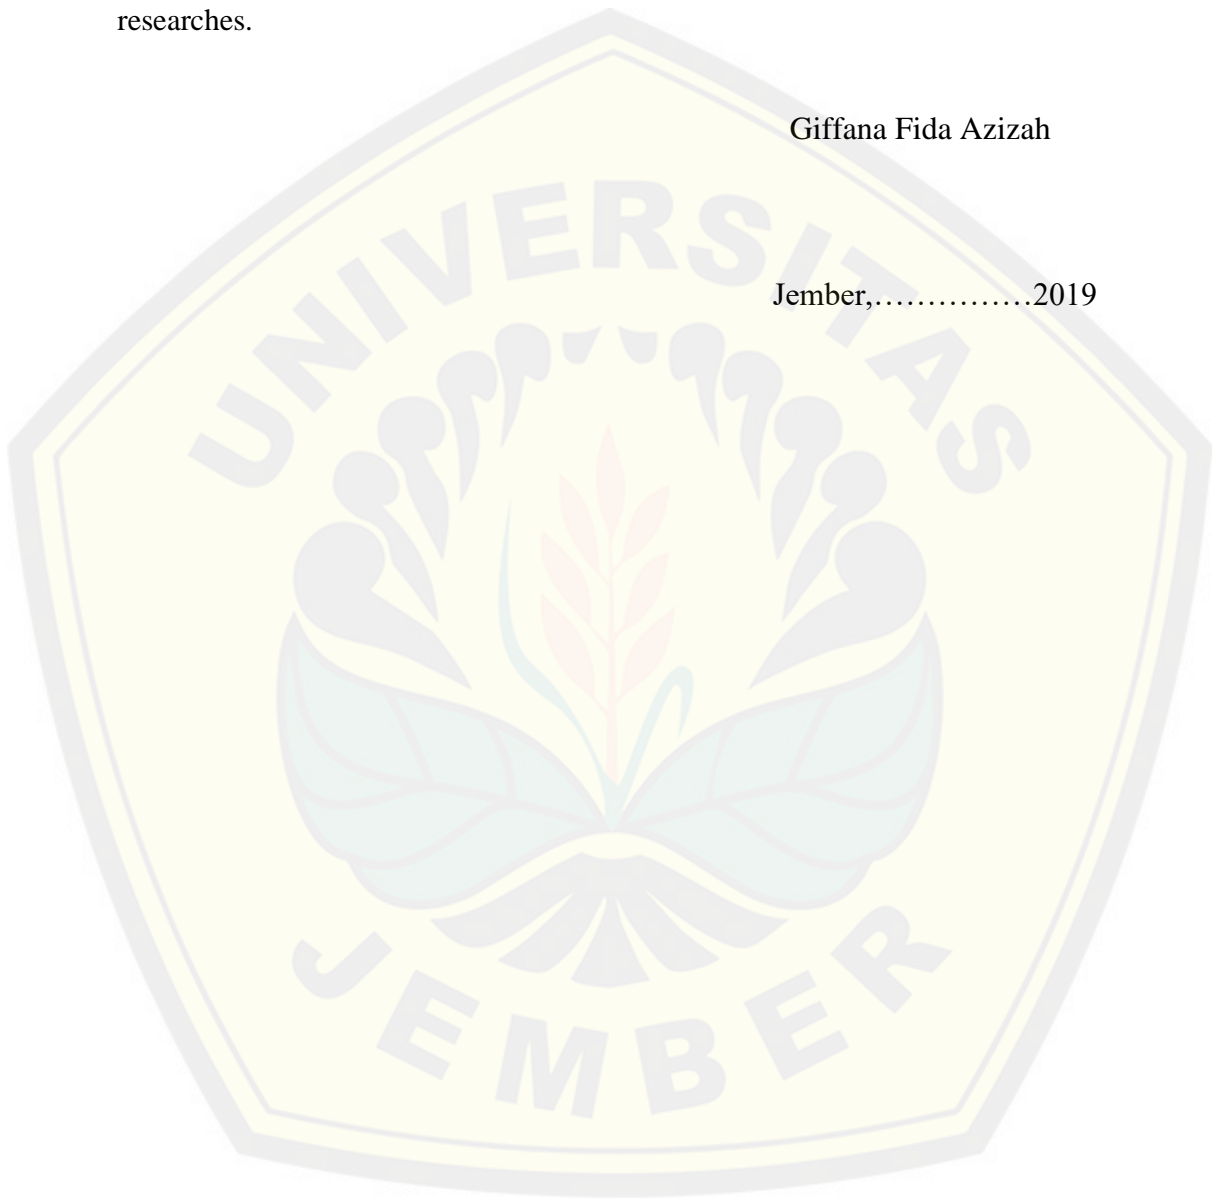 researches.
Giffana Fida Azizah
Jember,……………2019
UNIVERSITAS
JEMBER